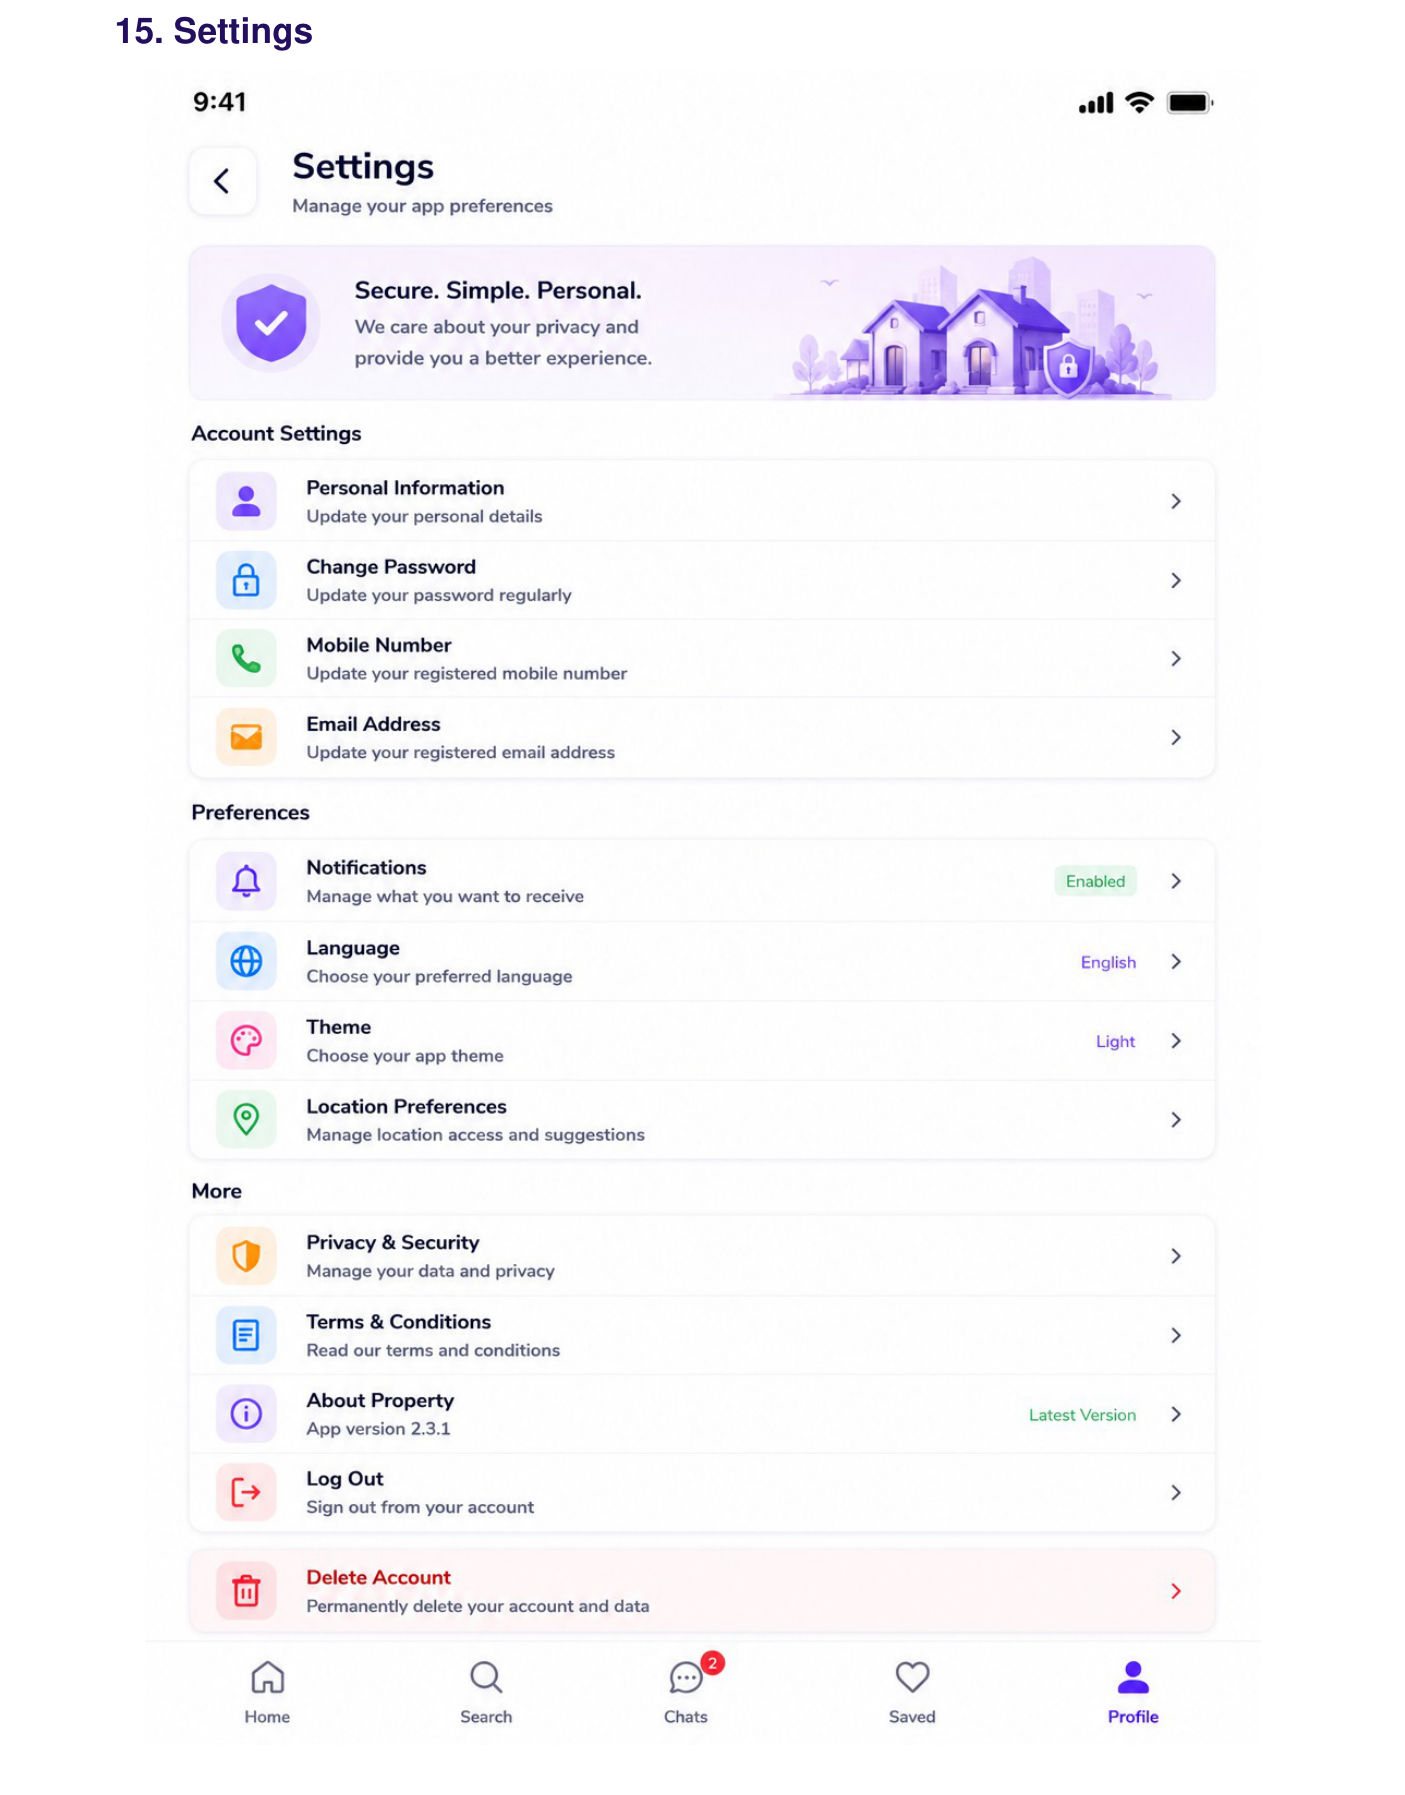 15. Settings
9:41
Settings
Manage your app preferences
Secure. Simple. Personal.
We care about your privacy and
provide you a better experience.
Account Settings
Personal Information
Update your personal details
Change Password
Update your password regularly
Mobile Number
Update your registered mobile number
Email Address
Update your registered email address
Preferences
Notifications
Manage what you want to receive
Enabled
Language
Choose your preferred language
English
Theme
Choose your app theme
Light
Location Preferences
Manage location access and suggestions
More
Privacy & Security
Manage your data and privacy
Terms & Conditions
Read our terms and conditions
About Property
App version 2.3.1
Latest Version
Log Out
Sign out from your account
Delete Account
Permanently delete your account and data
2
Home
Search
Chats
Saved
Profile